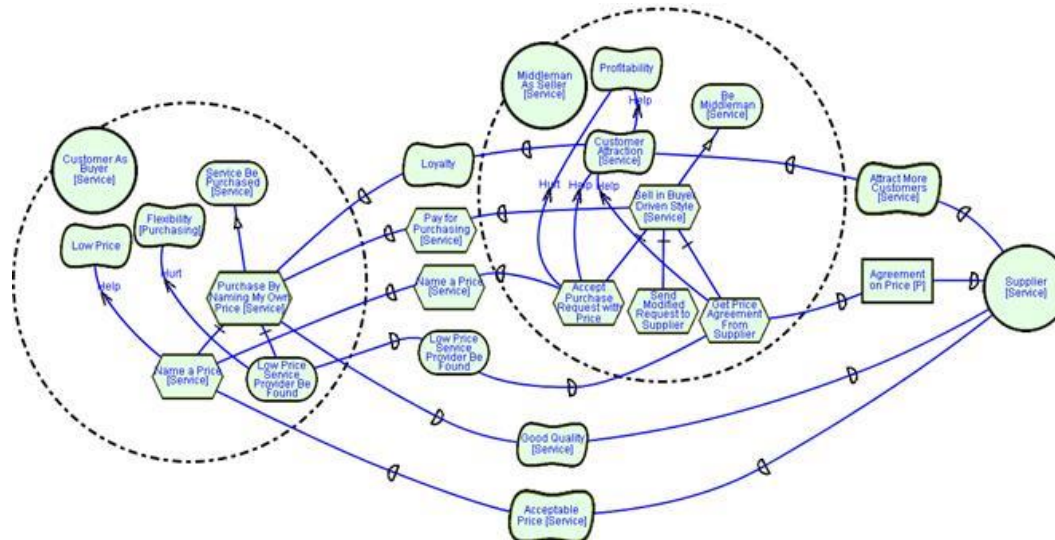 Middleman
As Seller
[Service]
Profitability
Be
Middleman
[Service]
Help
Customer As
Buyer
[Service]
Service Be
Purchased
[Service]
Loyalty
Customer
Attraction
[Service]
Attract More
Customers
[Service]
Flexibility
[Purchasing]
Low Price
Hurt
Help
Help
Sell in Buyer
Driven Style
[Service]
Pay for
Purchasing
[Service]
Hurt
Help
Purchase By
Naming My Own
Price [Service]
Name a Price
[Service]
Accept
Purchase
Request with
Price
Send
Modified
Request to
Supplier
Get Price
Agreement
From
Supplier
Agreement
on Price [P]
Supplier
[Service]
Name a Price
[Service]
Low Price
Service
Provider Be
Found
Low Price
Service
Provider Be
Found
Good Quality
[Service]
Acceptable
Price [Service]